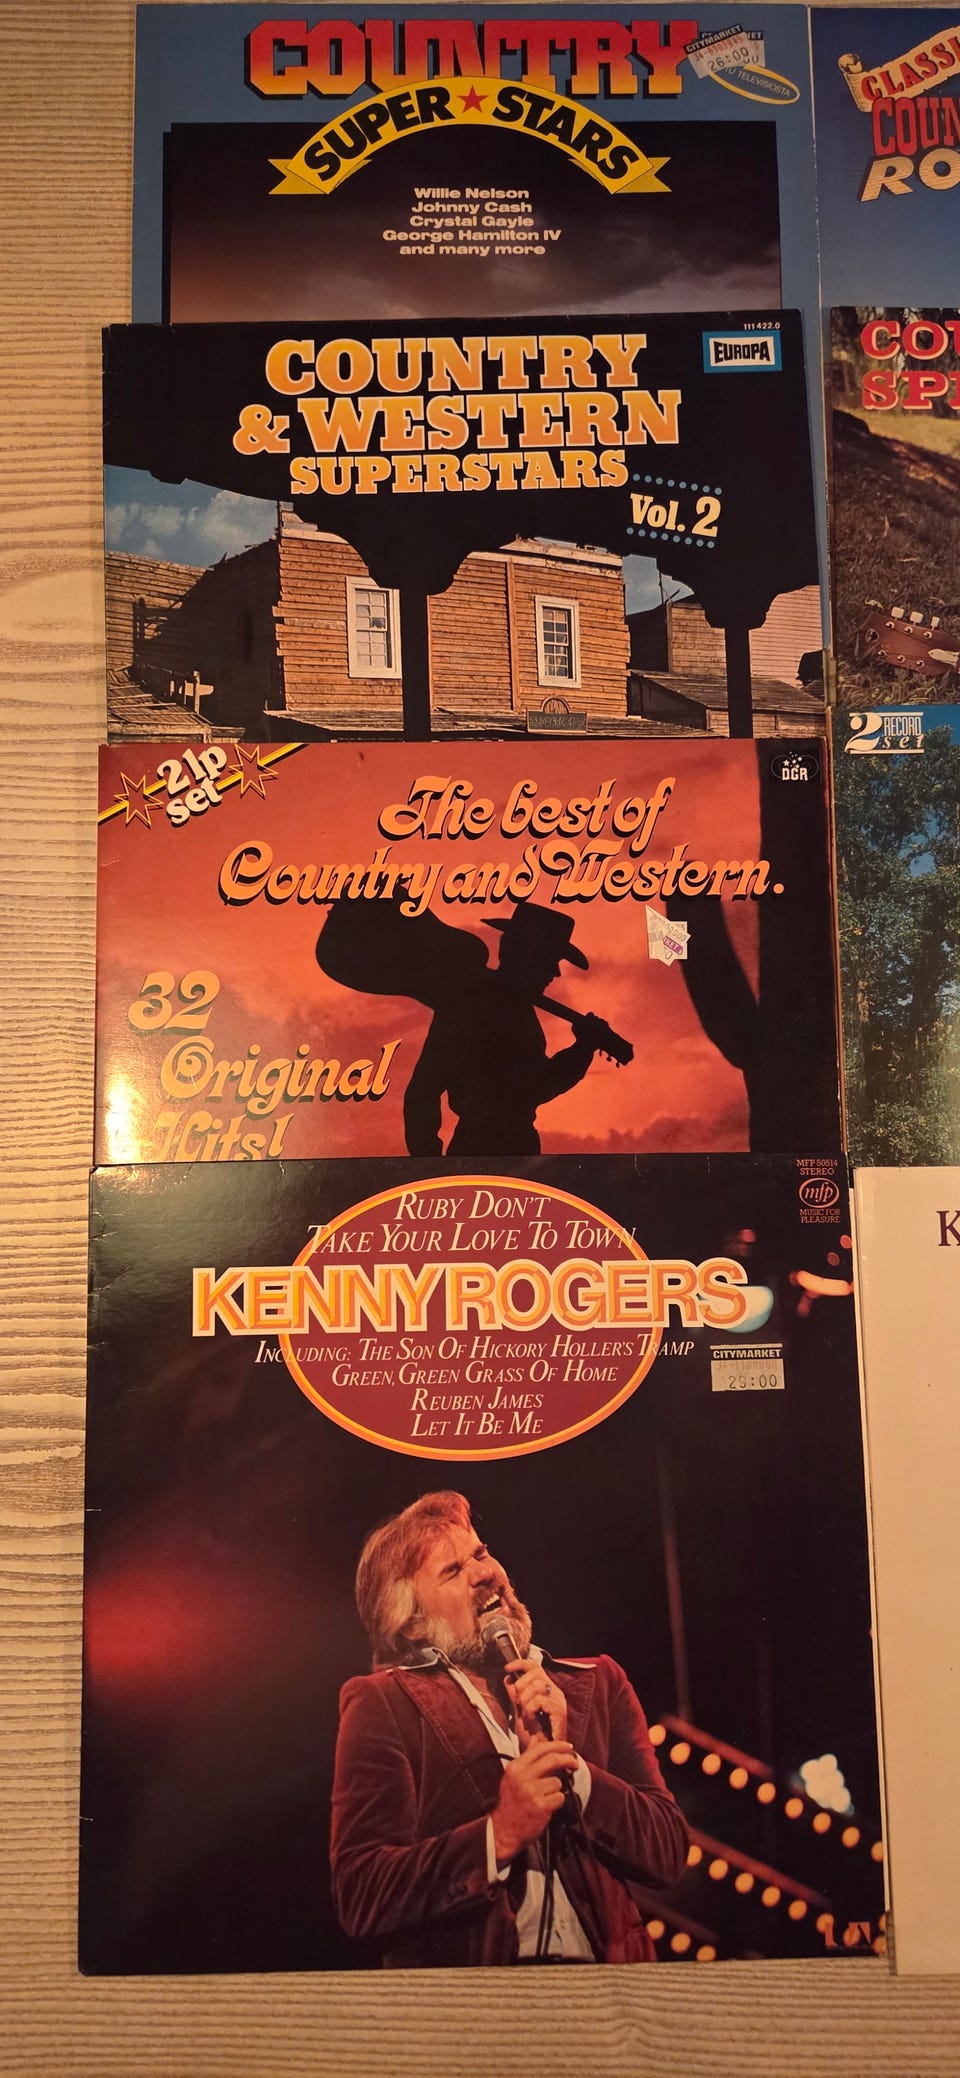 COUNTRY
SUPER ★ STARS
Willie Nelson
Johnny Cash
Crystal Gayle
George Hamilton IV
and many more
CITYMARKET
26:00
TV TELEVISIOSTA
CLASSI
COUN
RO
111 422.0
EUROPA
COUNTRY
& WESTERN
SUPERSTARS
Vol. 2
COU
SP
2 RECORD
set
2 lp
set
DGR
The best of
Country and Western.
32
Original
Hits!
MFP 50514
STEREO
mfp
MUSIC FOR
PLEASURE
RUBY DON'T
TAKE YOUR LOVE TO TOWN
KENNY ROGERS
INCLUDING: THE SON OF HICKORY HOLLER'S TRAMP
GREEN, GREEN GRASS OF HOME
REUBEN JAMES
LET IT BE ME
CITYMARKET
29:00
K